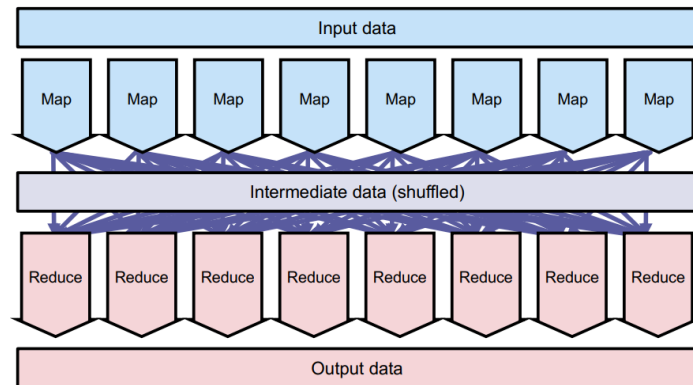 Input data
Map Map Map Map Map Map Map Map
Intermediate data (shuffled)
Reduce Reduce Reduce Reduce Reduce Reduce Reduce Reduce
Output data